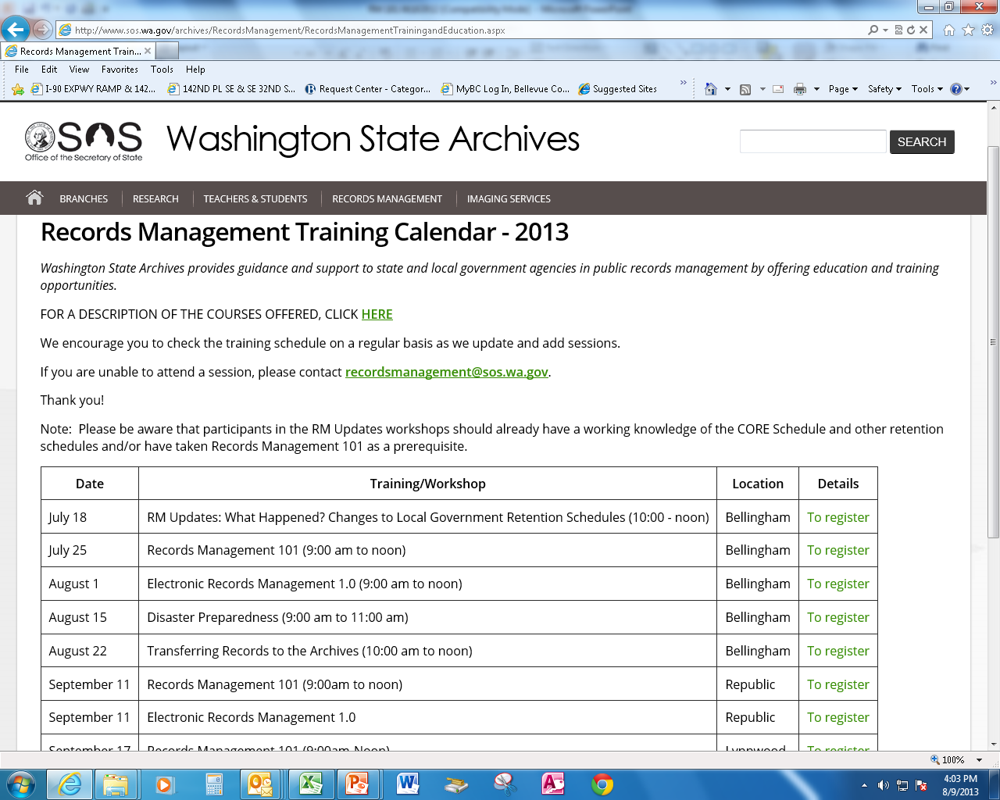 http://www.sos.wa.gov/archives/RecordsManagement/RecordsManagementTrainingandEducation.aspx
Records Management Train...
File Edit View Favorites Tools Help
I-90 EXPWY RAMP & 142... 142ND PL SE & SE 32ND S... Request Center - Categor... MyBC Log In, Bellevue Co... Suggested Sites Page Safety Tools
SOS
Office of the Secretary of State
Washington State Archives
SEARCH
BRANCHES RESEARCH TEACHERS & STUDENTS RECORDS MANAGEMENT IMAGING SERVICES
Records Management Training Calendar - 2013
Washington State Archives provides guidance and support to state and local government agencies in public records management by offering education and training
opportunities.
FOR A DESCRIPTION OF THE COURSES OFFERED, CLICK HERE
We encourage you to check the training schedule on a regular basis as we update and add sessions.
If you are unable to attend a session, please contact recordsmanagement@sos.wa.gov.
Thank you!
Note:  Please be aware that participants in the RM Updates workshops should already have a working knowledge of the CORE Schedule and other retention
schedules and/or have taken Records Management 101 as a prerequisite.
Date Training/Workshop Location Details
July 18 RM Updates: What Happened? Changes to Local Government Retention Schedules (10:00 - noon) Bellingham To register
July 25 Records Management 101 (9:00 am to noon) Bellingham To register
August 1 Electronic Records Management 1.0 (9:00 am to noon) Bellingham To register
August 15 Disaster Preparedness (9:00 am to 11:00 am) Bellingham To register
August 22 Transferring Records to the Archives (10:00 am to noon) Bellingham To register
September 11 Records Management 101 (9:00am to noon) Republic To register
September 11 Electronic Records Management 1.0 Republic To register
September 17 Records Management 101 (9:00am-Noon) Lynnwood To register
100%
4:03 PM
8/9/2013